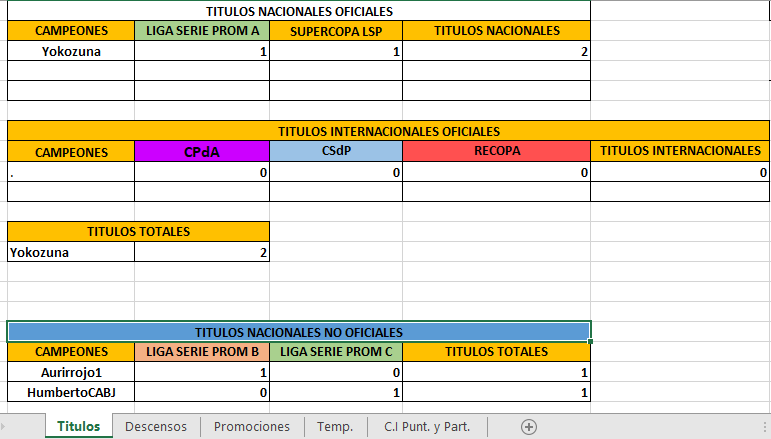 TITULOS NACIONALES OFICIALES
CAMPEONES LIGA SERIE PROM A SUPERCOPA LSP TITULOS NACIONALES
Yokozuna 1 1 2
TITULOS INTERNACIONALES OFICIALES
CAMPEONES CPdA CSdP RECOPA TITULOS INTERNACIONALES
. 0 0 0 0
TITULOS TOTALES
Yokozuna 2
TITULOS NACIONALES NO OFICIALES
CAMPEONES LIGA SERIE PROM B LIGA SERIE PROM C TITULOS TOTALES
Aurirrojo1 1 0 1
HumbertoCABJ 0 1 1
Titulos Descensos Promociones Temp. C.I Punt. y Part.